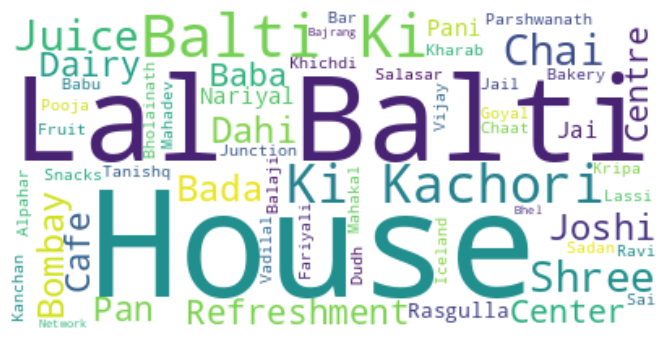 Juice Balti Ki Bar Pani Parshwanath
Dairy Baba Khichdi Kharab Chai Centre
Babu Bholainath Mahadev Nariyal Salasar Vijay Jail Bakery
Pooja Bajrang Goyal
Lal Balti
Fruit Dahi Chaat Jai
Junction
Snacks Tanishq Bada Balaji Ki Mahakal Kachori Kripa
Alpahar Lassi
House
Bombay Cafe Vadilal Fariyali Dudh Iceland Bhel Joshi
Kanchan Sadan Ravi
Shree
Pan Refreshment Rasgulla Center Sai
Network